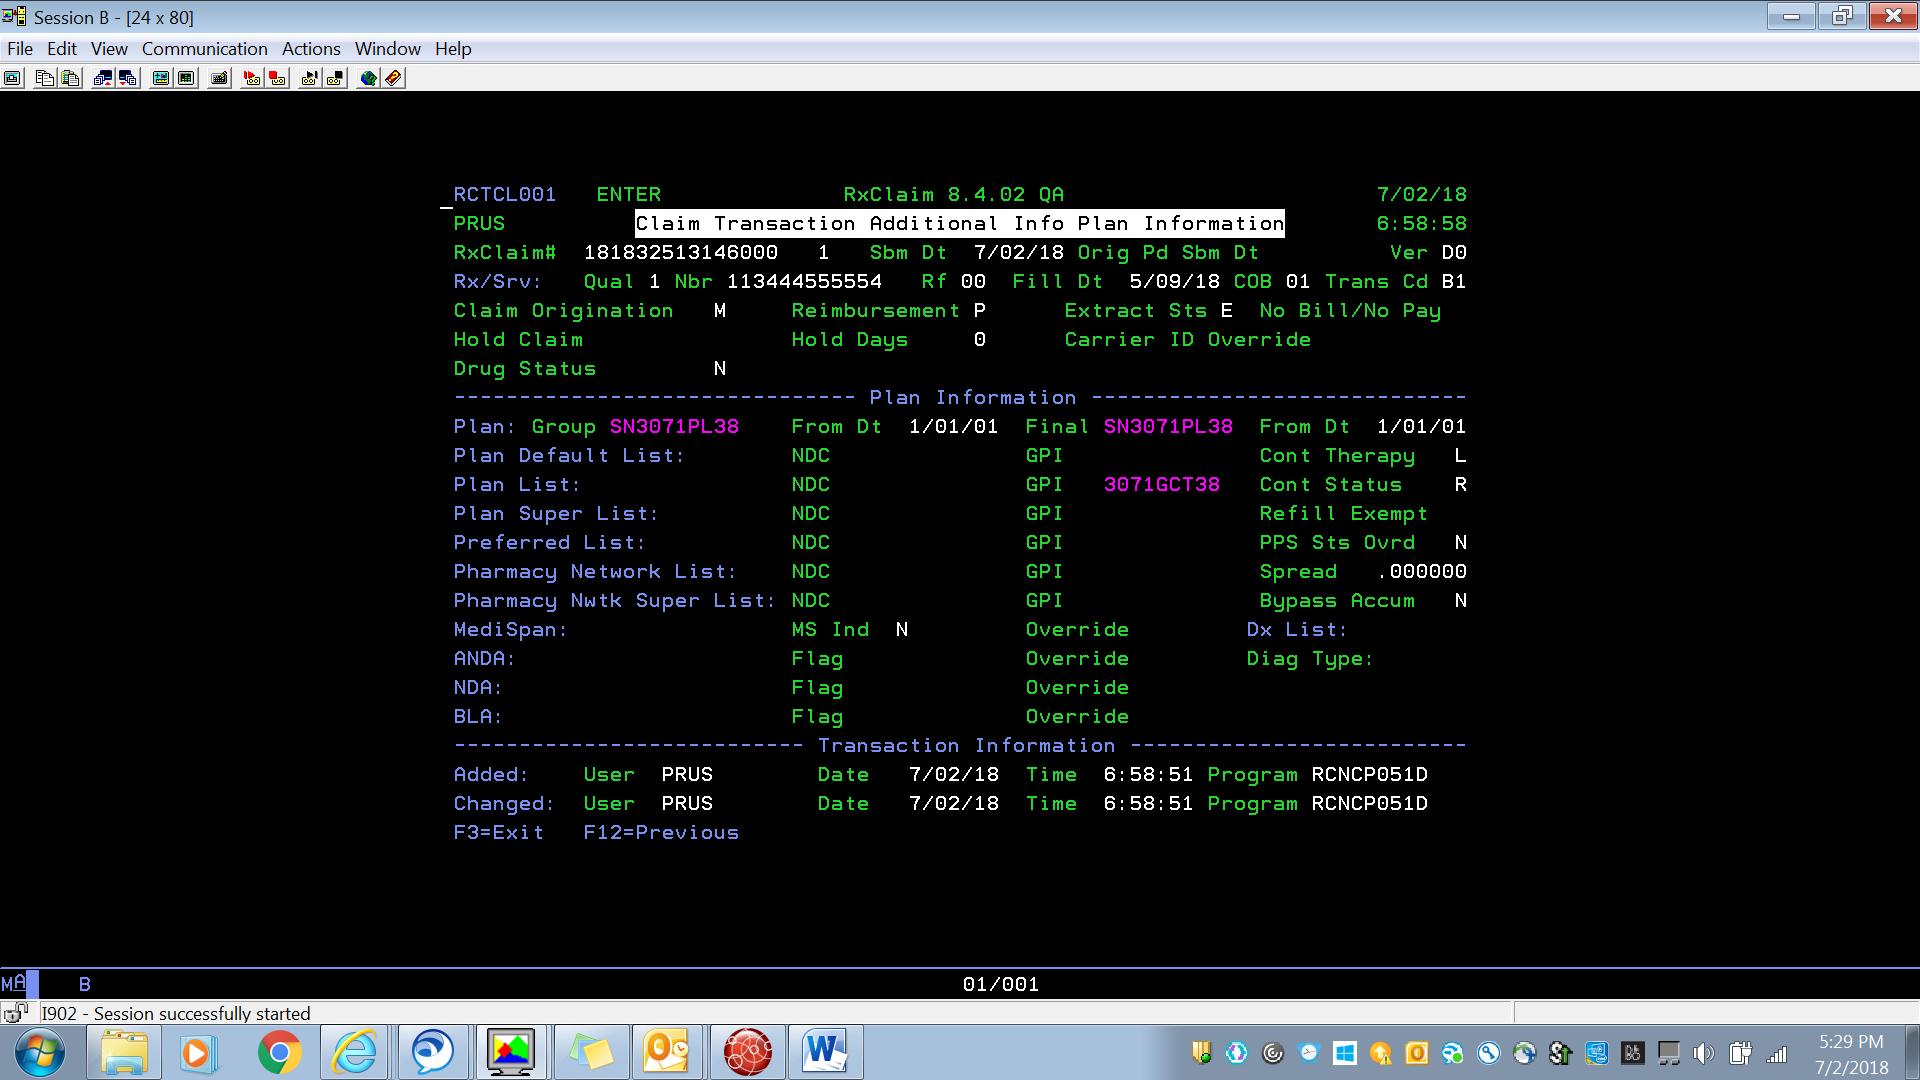 Session B - [24 x 80]
File Edit View Communication Actions Window Help
RCTCL001 ENTER RxClaim 8.4.02 QA 7/02/18
PRUS Claim Transaction Additional Info Plan Information 6:58:58
RxClaim# 181832513146000 1 Sbm Dt 7/02/18 Orig Pd Sbm Dt Ver D0
Rx/Srv: Qual 1 Nbr 113444555554 Rf 00 Fill Dt 5/09/18 COB 01 Trans Cd B1
Claim Origination M Reimbursement P Extract Sts E No Bill/No Pay
Hold Claim Hold Days 0 Carrier ID Override
Drug Status N
------------------------------- Plan Information -----------------------------
Plan: Group SN3071PL38 From Dt 1/01/01 Final SN3071PL38 From Dt 1/01/01
Plan Default List: NDC GPI Cont Therapy L
Plan List: NDC GPI 3071GCT38 Cont Status R
Plan Super List: NDC GPI Refill Exempt
Preferred List: NDC GPI PPS Sts Ovrd N
Pharmacy Network List: NDC GPI Spread .000000
Pharmacy Nwtk Super List: NDC GPI Bypass Accum N
MediSpan: MS Ind N Override Dx List:
ANDA: Flag Override Diag Type:
NDA: Flag Override
BLA: Flag Override
--------------------------- Transaction Information --------------------------
Added: User PRUS Date 7/02/18 Time 6:58:51 Program RCNCP051D
Changed: User PRUS Date 7/02/18 Time 6:58:51 Program RCNCP051D
F3=Exit F12=Previous
MA B 01/001
I902 - Session successfully started
5:29 PM
7/2/2018